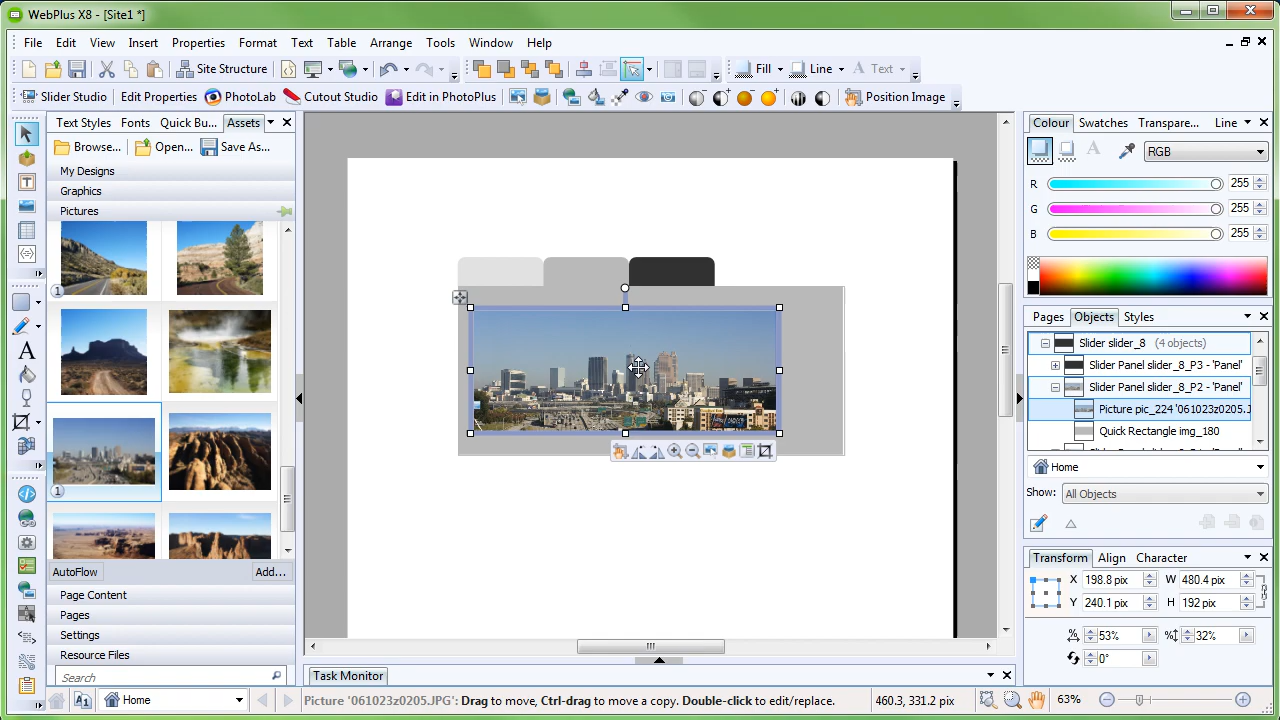 WebPlus X8 - [Site1 *]
File Edit View Insert Properties Format Text Table Arrange Tools Window Help
Site Structure Fill Line Text
Slider Studio Edit Properties PhotoLab Cutout Studio Edit in PhotoPlus Position Image
Text Styles Fonts Quick Bu... Assets
Browse... Open... Save As...
My Designs
Graphics
Pictures
1
1
AutoFlow Add...
Page Content
Pages
Settings
Resource Files
Search
Home
Task Monitor
Picture '061023z0205.JPG': Drag to move, Ctrl-drag to move a copy. Double-click to edit/replace. 460.3, 331.2 pix 63%
Colour Swatches Transpare... Line
RGB
R 255
G 255
B 255
Pages Objects Styles
Slider slider_8 (4 objects)
Slider Panel slider_8_P3 - 'Panel'
Slider Panel slider_8_P2 - 'Panel'
Picture pic_224 '061023z0205.
Quick Rectangle img_180
Home
Show: All Objects
Transform Align Character
X 198.8 pix W 480.4 pix
Y 240.1 pix H 192 pix
53% 32%
0°